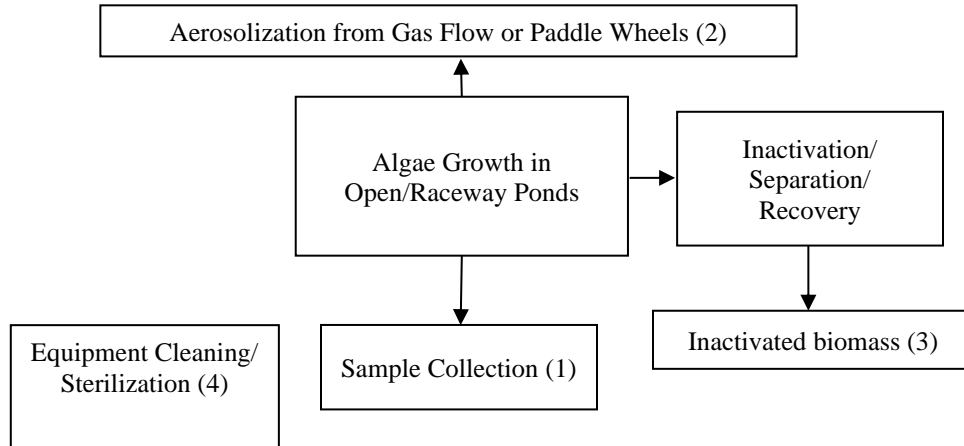 Aerosolization from Gas Flow or Paddle Wheels (2)
Algae Growth in
Open/Raceway Ponds
Inactivation/
Separation/
Recovery
Equipment Cleaning/
Sterilization (4)
Sample Collection (1)
Inactivated biomass (3)